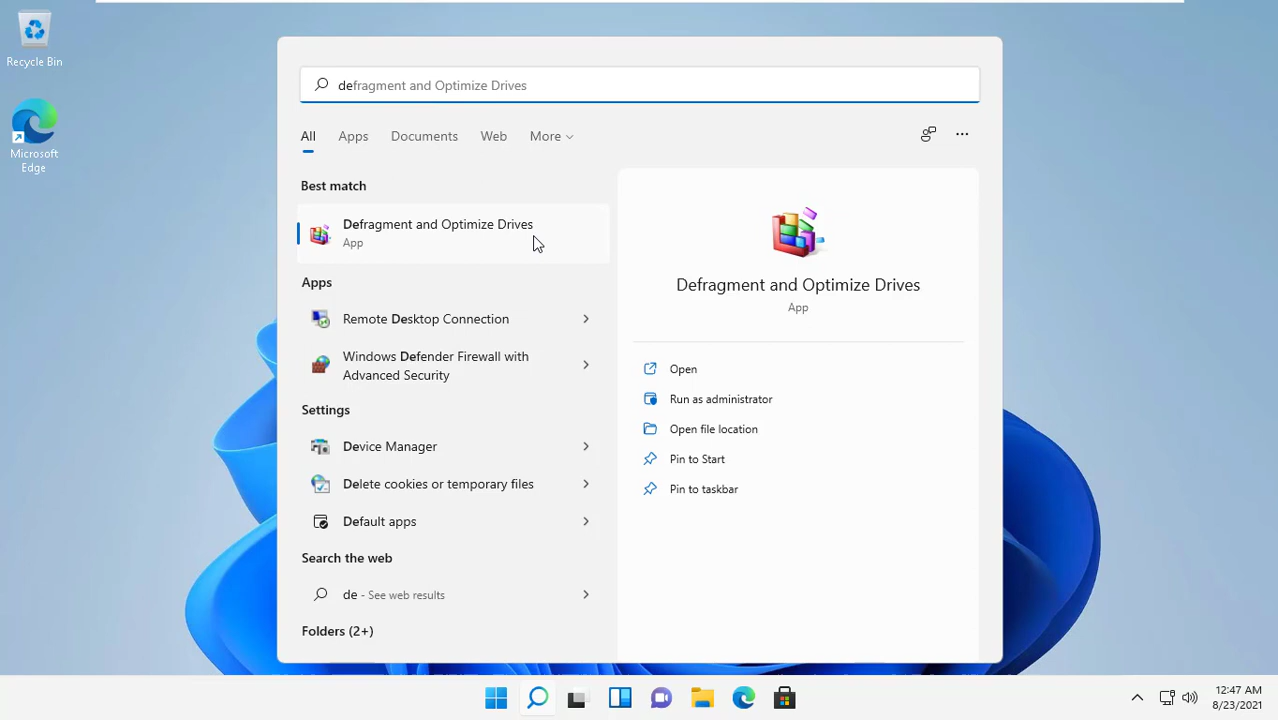 Recycle Bin
Microsoft
Edge
defragment and Optimize Drives
All Apps Documents Web More
Best match
Defragment and Optimize Drives
App
Apps
Remote Desktop Connection
Windows Defender Firewall with
Advanced Security
Settings
Device Manager
Delete cookies or temporary files
Default apps
Search the web
de - See web results
Folders (2+)
Defragment and Optimize Drives
App
Open
Run as administrator
Open file location
Pin to Start
Pin to taskbar
12:47 AM
8/23/2021